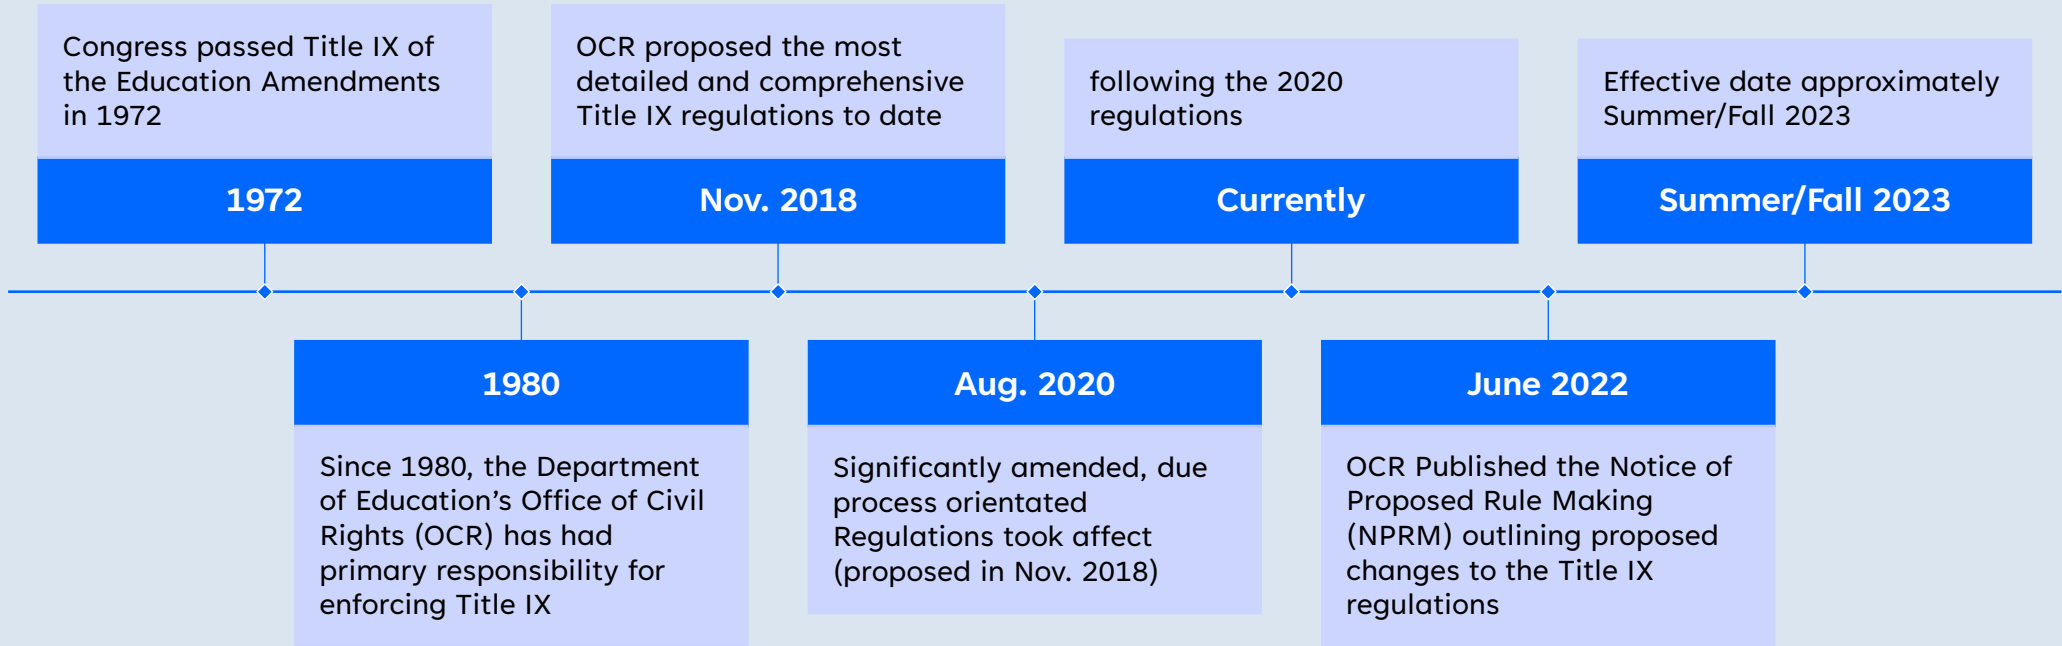 Congress passed Title IX of
the Education Amendments
in 1972
1972
Since 1980, the Department
of Education’s Office of Civil
Rights (OCR) has had
primary responsibility for
enforcing Title IX
1980
OCR proposed the most
detailed and comprehensive
Title IX regulations to date
Nov. 2018
Aug. 2020
Significantly amended, due
process orientated
Regulations took affect
(proposed in Nov. 2018)
following the 2020
regulations
Currently
June 2022
OCR Published the Notice of
Proposed Rule Making
(NPRM) outlining proposed
changes to the Title IX
regulations
Effective date approximately
Summer/Fall 2023
Summer/Fall 2023